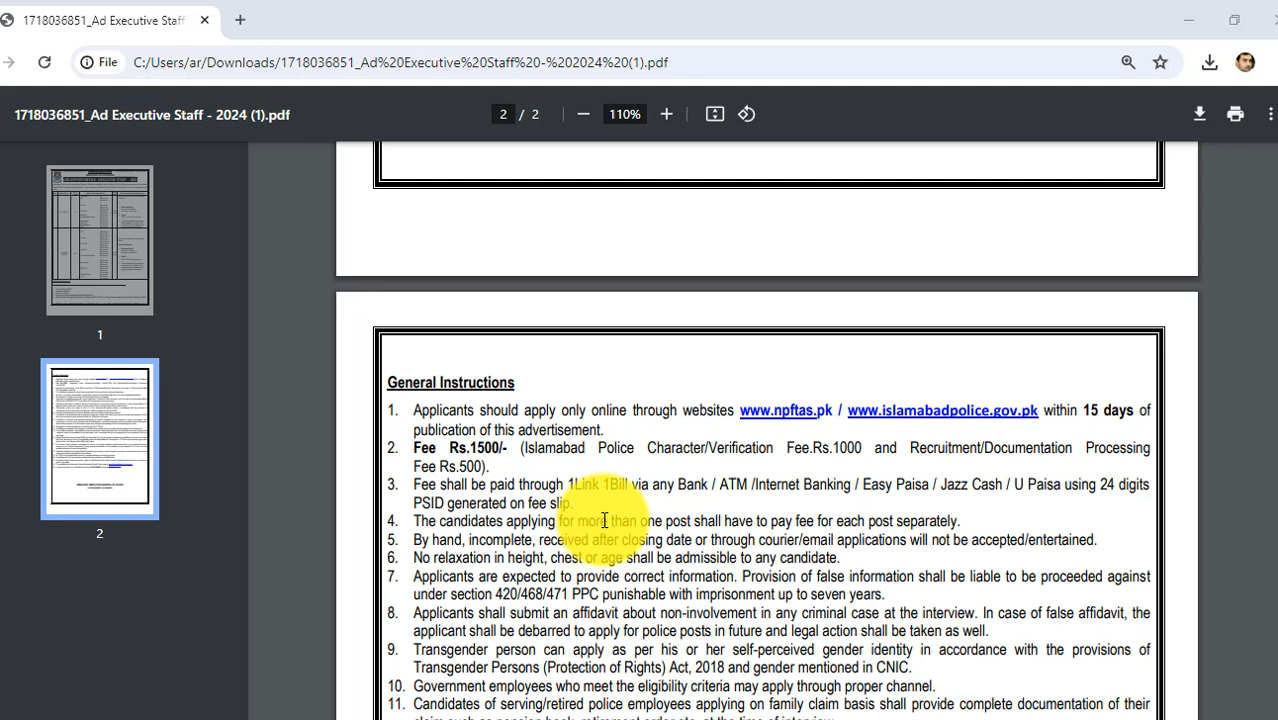 1718036851_Ad Executive Staff
File
C:/Users/ar/Downloads/1718036851_Ad%20Executive%20Staff%20-%202024%20(1).pdf
1718036851_Ad Executive Staff - 2024 (1).pdf
2 / 2
110%
1
2
General Instructions
1. Applicants should apply only online through websites www.npftas.pk / www.islamabadpolice.gov.pk within 15 days of
publication of this advertisement.
2. Fee Rs.1500/- (Islamabad Police Character/Verification Fee.Rs.1000 and Recruitment/Documentation Processing
Fee Rs.500).
3. Fee shall be paid through 1Link 1Bill via any Bank / ATM /Internet Banking / Easy Paisa / Jazz Cash / U Paisa using 24 digits
PSID generated on fee slip.
4. The candidates applying for more than one post shall have to pay fee for each post separately.
5. By hand, incomplete, received after closing date or through courier/email applications will not be accepted/entertained.
6. No relaxation in height, chest or age shall be admissible to any candidate.
7. Applicants are expected to provide correct information. Provision of false information shall be liable to be proceeded against
under section 420/468/471 PPC punishable with imprisonment up to seven years.
8. Applicants shall submit an affidavit about non-involvement in any criminal case at the interview. In case of false affidavit, the
applicant shall be debarred to apply for police posts in future and legal action shall be taken as well.
9. Transgender person can apply as per his or her self-perceived gender identity in accordance with the provisions of
Transgender Persons (Protection of Rights) Act, 2018 and gender mentioned in CNIC.
10. Government employees who meet the eligibility criteria may apply through proper channel.
11. Candidates of serving/retired police employees applying on family claim basis shall provide complete documentation of their